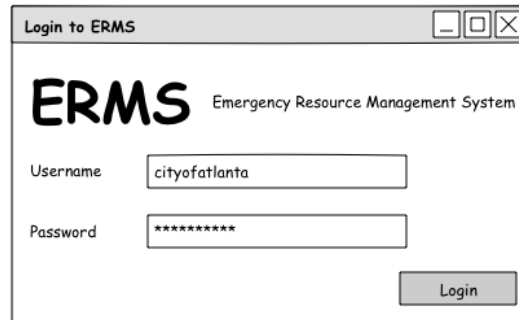 Login to ERMS
ERMS Emergency Resource Management System
Username cityofatlanta
Password **********
Login